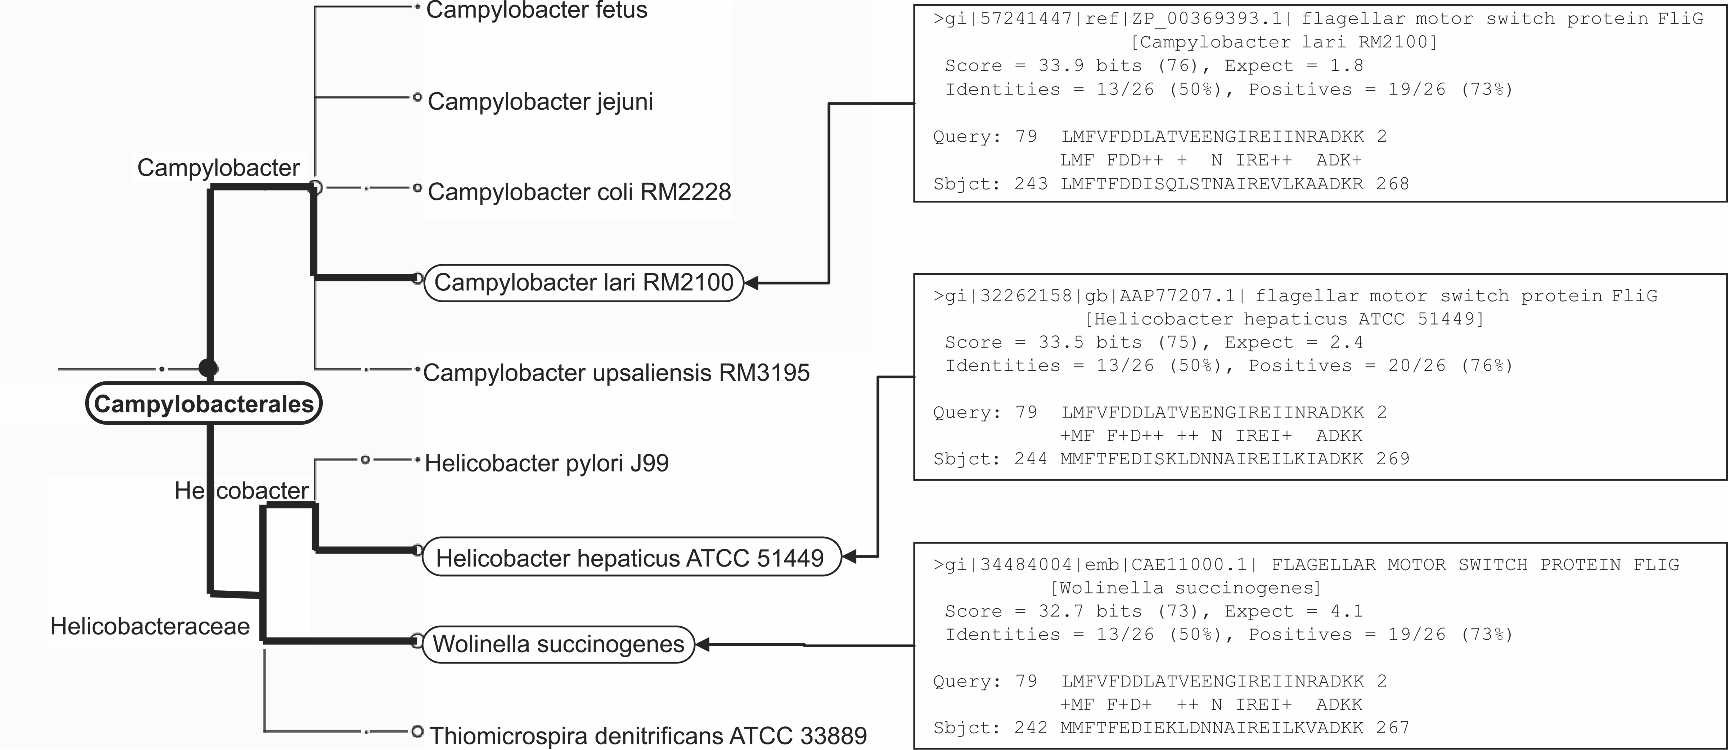 Campylobacter fetus
Campylobacter jejuni
Campylobacter
Campylobacter coli RM2228
Campylobacter lari RM2100
Campylobacter upsaliensis RM3195
Campylobacterales
Helicobacter pylori J99
He cobacter
Helicobacter hepaticus ATCC 51449
Helicobacteraceae
Wolinella succinogenes
Thiomicrospira denitrificans ATCC 33889
>gi|57241447|ref|ZP_00369393.1| flagellar motor switch protein FliG
[Campylobacter lari RM2100]
Score = 33.9 bits (76), Expect = 1.8
Identities = 13/26 (50%), Positives = 19/26 (73%)
Query: 79 LMFVFDDLATVEENGIREIINRADKK 2
LMF FDD++ + N IRE++ ADK+
Sbjct: 243 LMFTFDDISQLSTNAIREVLKAADKR 268
>gi|32262158|gb|AAP77207.1| flagellar motor switch protein FliG
[Helicobacter hepaticus ATCC 51449]
Score = 33.5 bits (75), Expect = 2.4
Identities = 13/26 (50%), Positives = 20/26 (76%)
Query: 79 LMFVFDDLATVEENGIREIINRADKK 2
+MF F+D++ ++ N IREI+ ADKK
Sbjct: 244 MMFTFEDISKLDNNAIREILKIADKK 269
>gi|34484004|emb|CAE11000.1| FLAGELLAR MOTOR SWITCH PROTEIN FLIG
[Wolinella succinogenes]
Score = 32.7 bits (73), Expect = 4.1
Identities = 13/26 (50%), Positives = 19/26 (73%)
Query: 79 LMFVFDDLATVEENGIREIINRADKK 2
+MF F+D+ ++ N IREI+ ADKK
Sbjct: 242 MMFTFEDIEKLDNNAIREILKVADKK 267